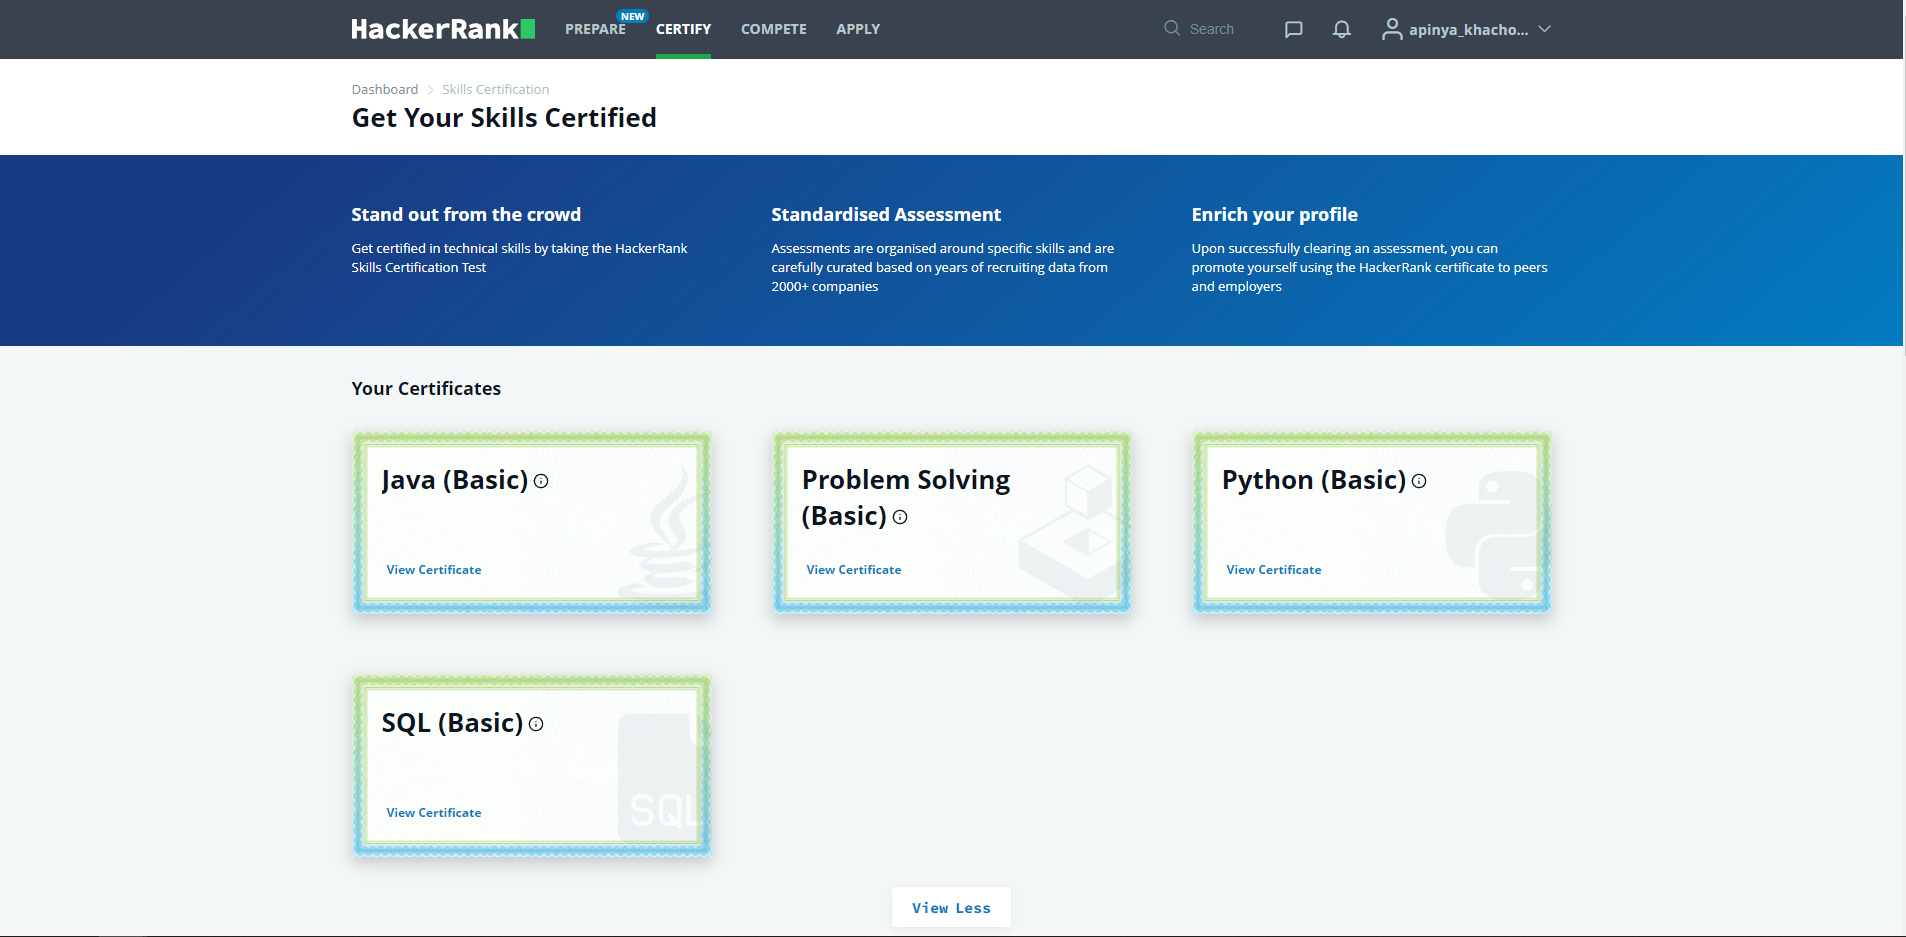 HackerRank
PREPARE
NEW
CERTIFY
COMPETE
APPLY
Search
apinya_khacho...
Dashboard
Skills Certification
Get Your Skills Certified
Stand out from the crowd
Get certified in technical skills by taking the HackerRank
Skills Certification Test
Standardised Assessment
Assessments are organised around specific skills and are
carefully curated based on years of recruiting data from
2000+ companies
Enrich your profile
Upon successfully clearing an assessment, you can
promote yourself using the HackerRank certificate to peers
and employers
Your Certificates
Java (Basic)
View Certificate
Problem Solving
(Basic)
View Certificate
Python (Basic)
View Certificate
SQL (Basic)
SQL
View Certificate
View Less